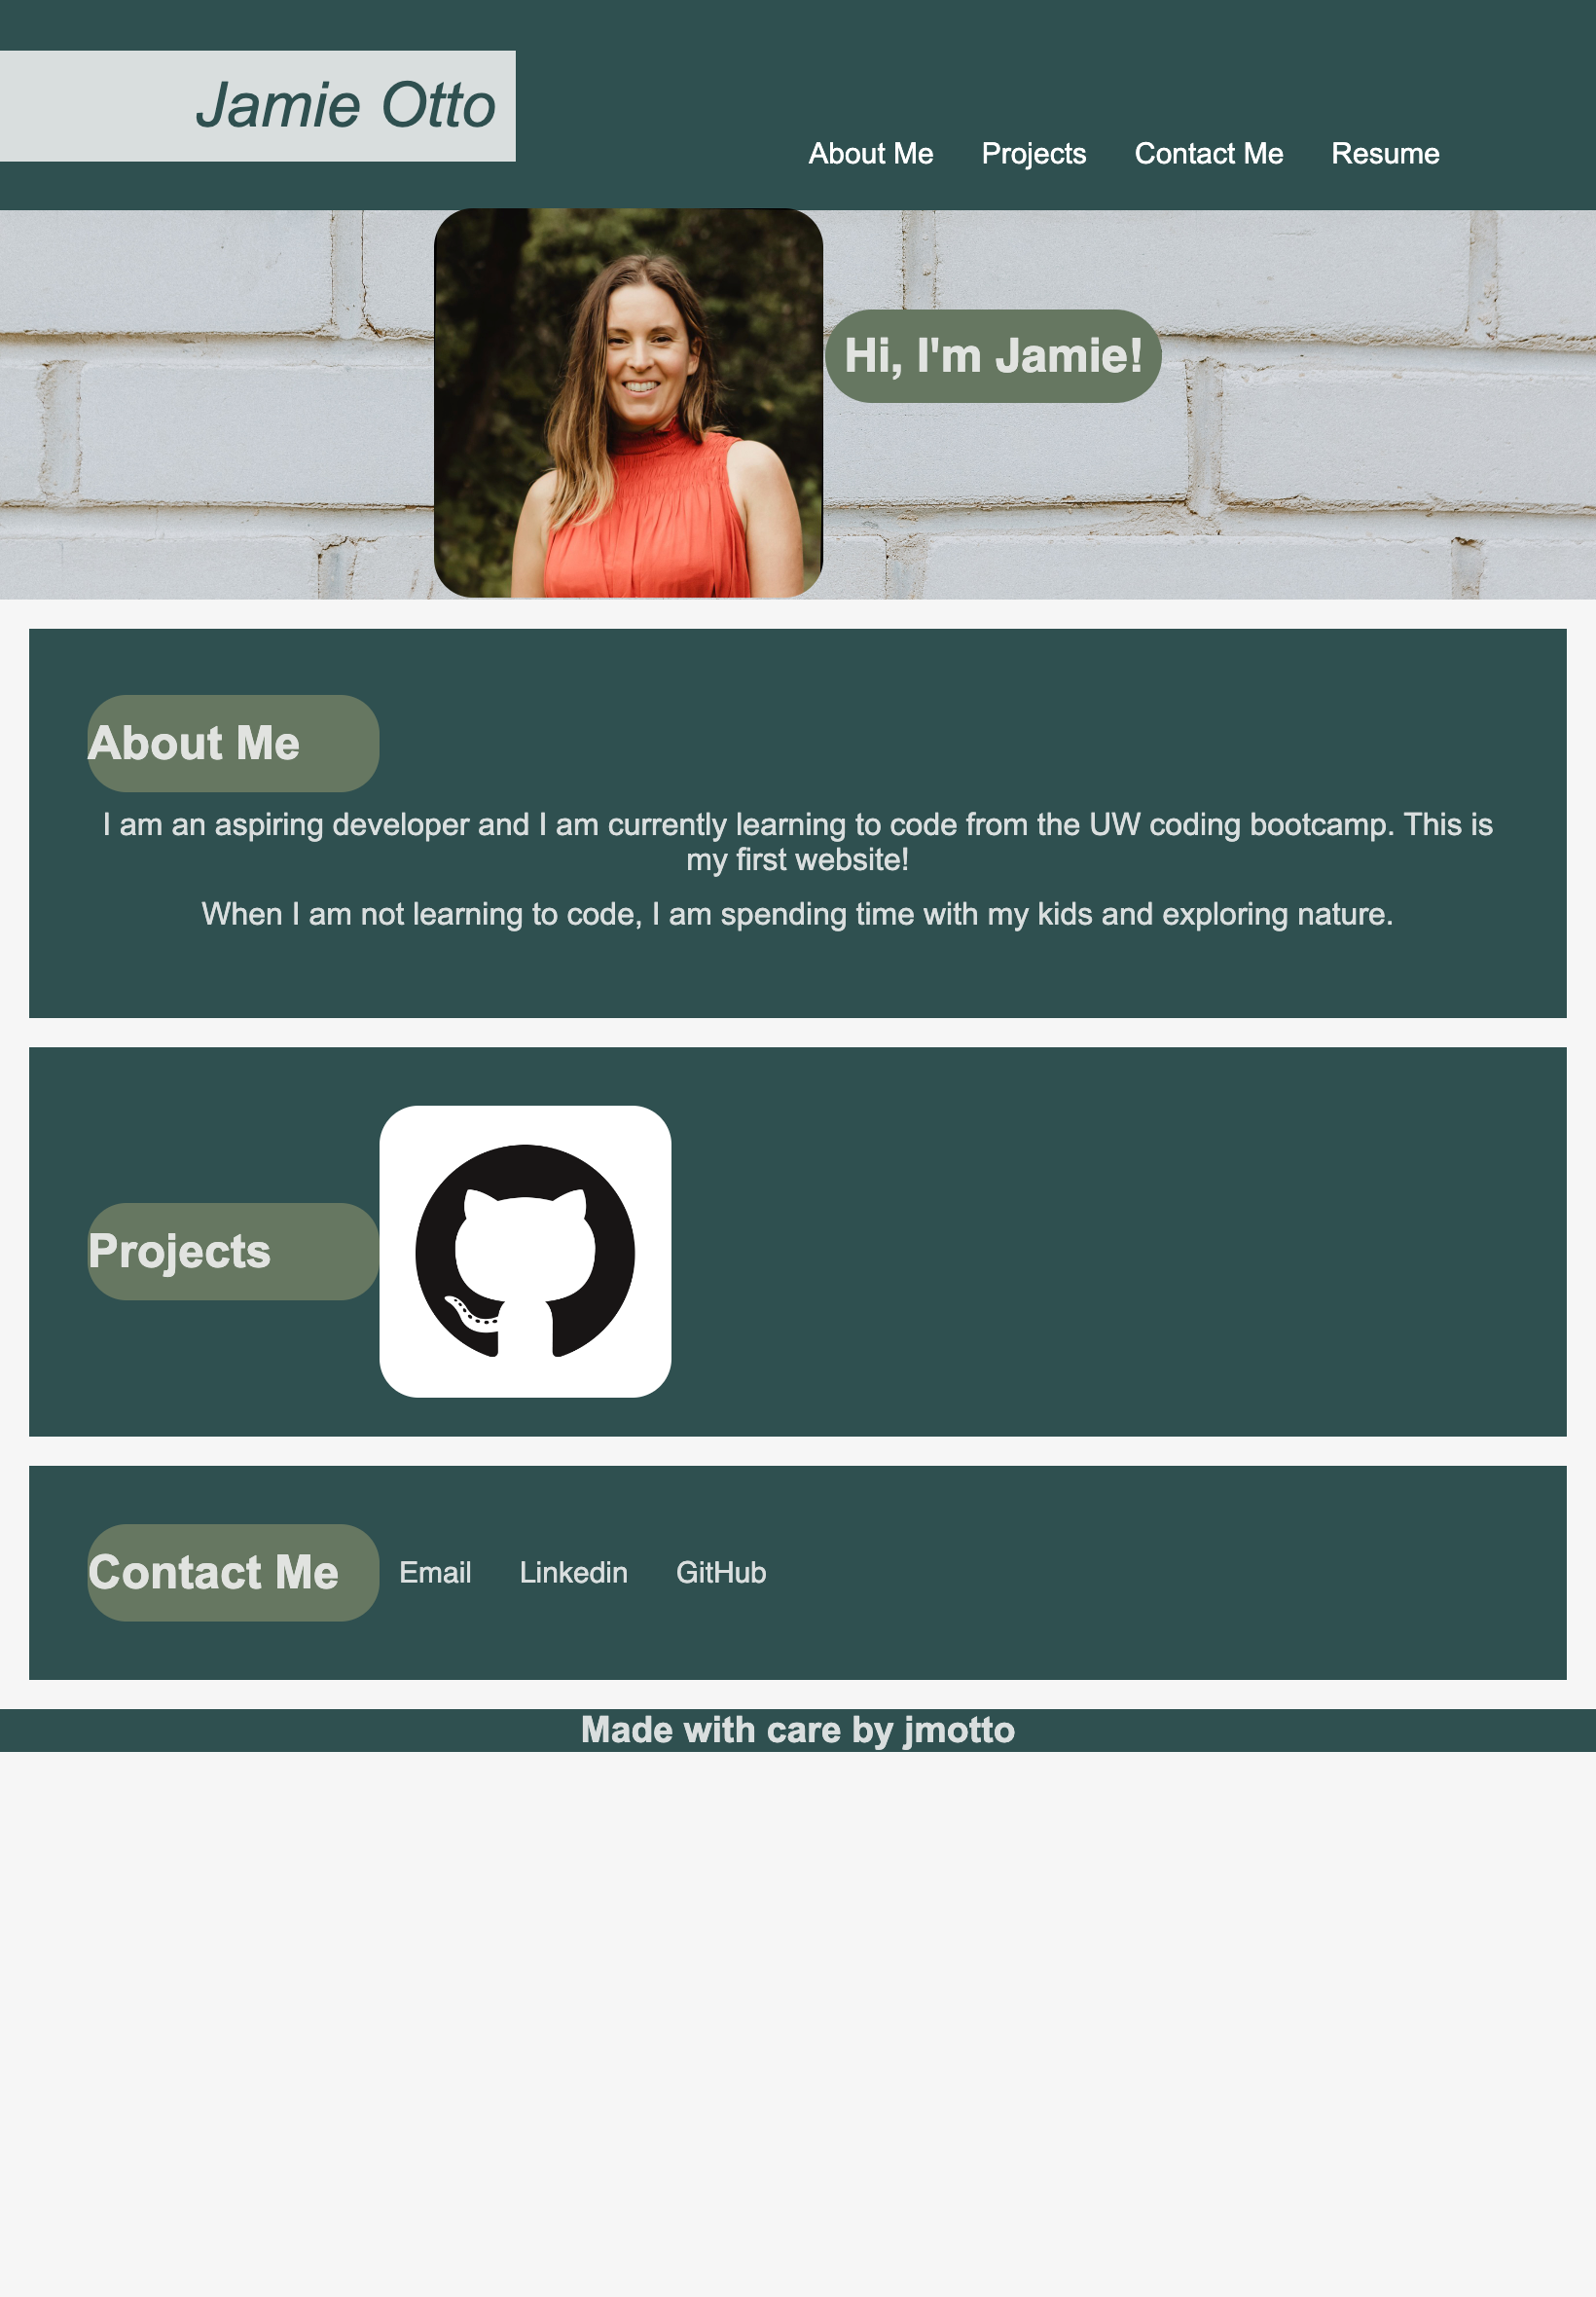 Jamie Otto
About Me Projects Contact Me Resume
Hi, I'm Jamie!
About Me
I am an aspiring developer and I am currently learning to code from the UW coding bootcamp. This is
my first website!
When I am not learning to code, I am spending time with my kids and exploring nature.
Projects
Contact Me Email Linkedin GitHub
Made with care by jmotto